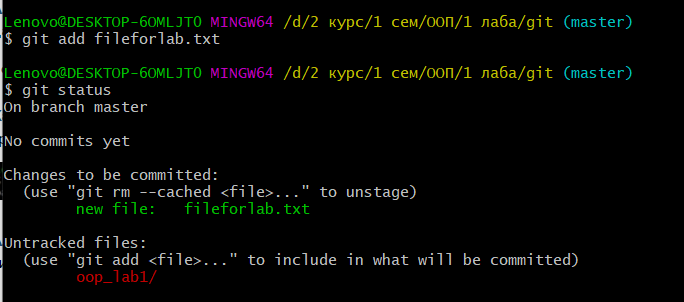 Lenovo@DESKTOP-6OMLJTO MINGW64 /d/2 курс/1 сем/ООП/1 лаба/git (master)
$ git add fileforlab.txt
Lenovo@DESKTOP-6OMLJTO MINGW64 /d/2 курс/1 сем/ООП/1 лаба/git (master)
$ git status
On branch master
No commits yet
Changes to be committed:
(use "git rm --cached <file>..." to unstage)
new file:   fileforlab.txt
Untracked files:
(use "git add <file>..." to include in what will be committed)
oop_lab1/